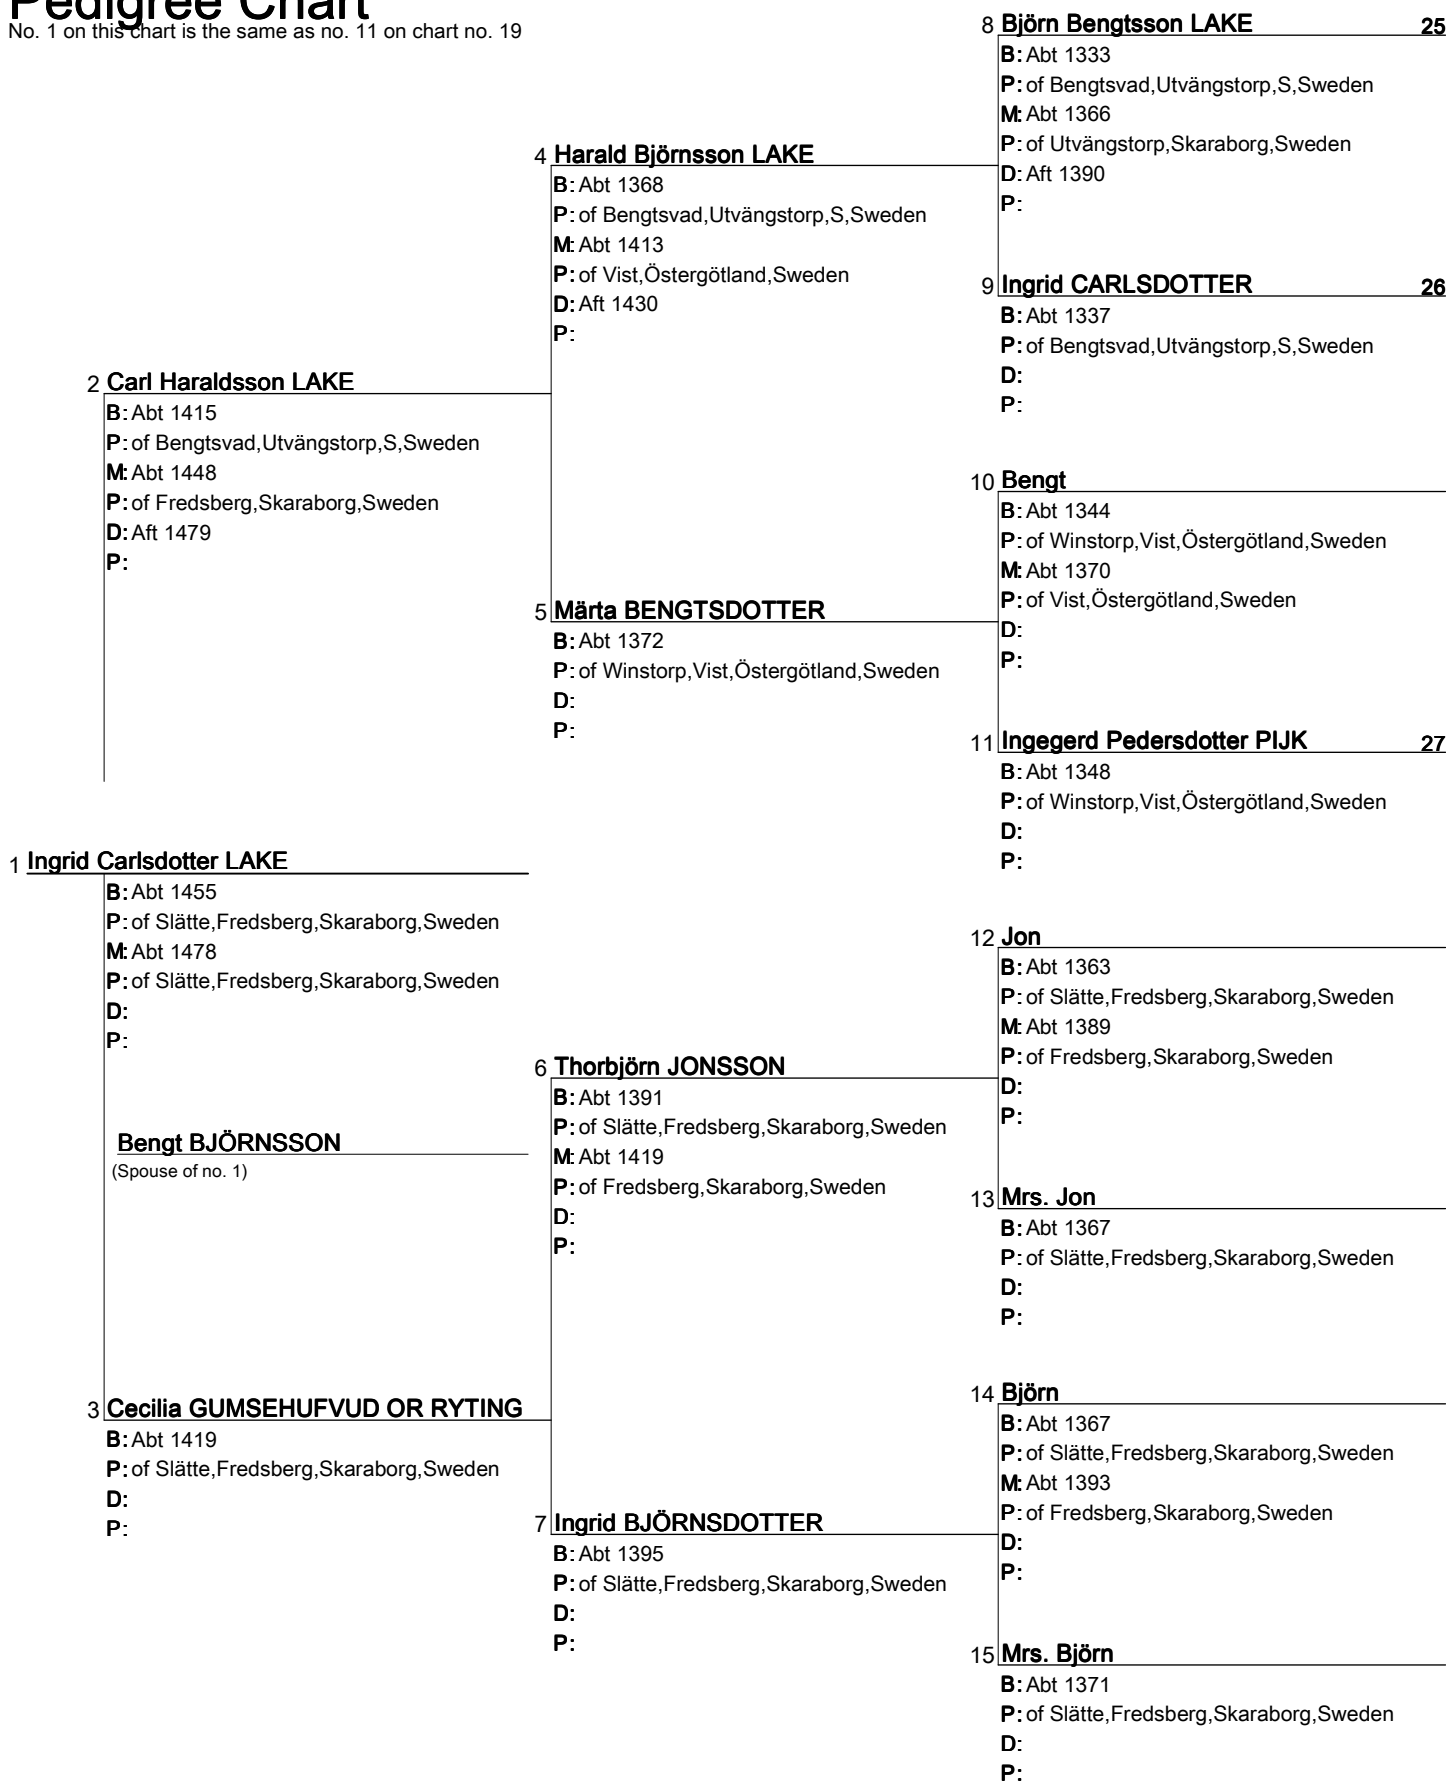 Pedigree Chart
No. 1 on this chart is the same as no. 11 on chart no. 19
8 Björn Bengtsson LAKE 25
B: Abt 1333
P: of Bengtsvad,Utvängstorp,S,Sweden
M: Abt 1366
P: of Utvängstorp,Skaraborg,Sweden
D: Aft 1390
P:
4 Harald Björnsson LAKE
B: Abt 1368
P: of Bengtsvad,Utvängstorp,S,Sweden
M: Abt 1413
P: of Vist,Östergötland,Sweden
D: Aft 1430
P:
9 Ingrid CARLSDOTTER 26
B: Abt 1337
P: of Bengtsvad,Utvängstorp,S,Sweden
D:
P:
2 Carl Haraldsson LAKE
B: Abt 1415
P: of Bengtsvad,Utvängstorp,S,Sweden
M: Abt 1448
P: of Fredsberg,Skaraborg,Sweden
D: Aft 1479
P:
10 Bengt
B: Abt 1344
P: of Winstorp,Vist,Östergötland,Sweden
M: Abt 1370
P: of Vist,Östergötland,Sweden
D:
P:
5 Märta BENGTSDOTTER
B: Abt 1372
P: of Winstorp,Vist,Östergötland,Sweden
D:
P:
11 Ingegerd Pedersdotter PIJK 27
B: Abt 1348
P: of Winstorp,Vist,Östergötland,Sweden
D:
P:
1 Ingrid Carlsdotter LAKE
B: Abt 1455
P: of Slätte,Fredsberg,Skaraborg,Sweden
M: Abt 1478
P: of Slätte,Fredsberg,Skaraborg,Sweden
D:
P:
12 Jon
B: Abt 1363
P: of Slätte,Fredsberg,Skaraborg,Sweden
M: Abt 1389
P: of Fredsberg,Skaraborg,Sweden
D:
P:
6 Thorbjörn JONSSON
B: Abt 1391
P: of Slätte,Fredsberg,Skaraborg,Sweden
M: Abt 1419
P: of Fredsberg,Skaraborg,Sweden
D:
P:
Bengt BJÖRNSSON
(Spouse of no. 1)
13 Mrs. Jon
B: Abt 1367
P: of Slätte,Fredsberg,Skaraborg,Sweden
D:
P:
3 Cecilia GUMSEHUFVUD OR RYTING
B: Abt 1419
P: of Slätte,Fredsberg,Skaraborg,Sweden
D:
P:
14 Björn
B: Abt 1367
P: of Slätte,Fredsberg,Skaraborg,Sweden
M: Abt 1393
P: of Fredsberg,Skaraborg,Sweden
D:
P:
7 Ingrid BJÖRNSDOTTER
B: Abt 1395
P: of Slätte,Fredsberg,Skaraborg,Sweden
D:
P:
15 Mrs. Björn
B: Abt 1371
P: of Slätte,Fredsberg,Skaraborg,Sweden
D:
P: